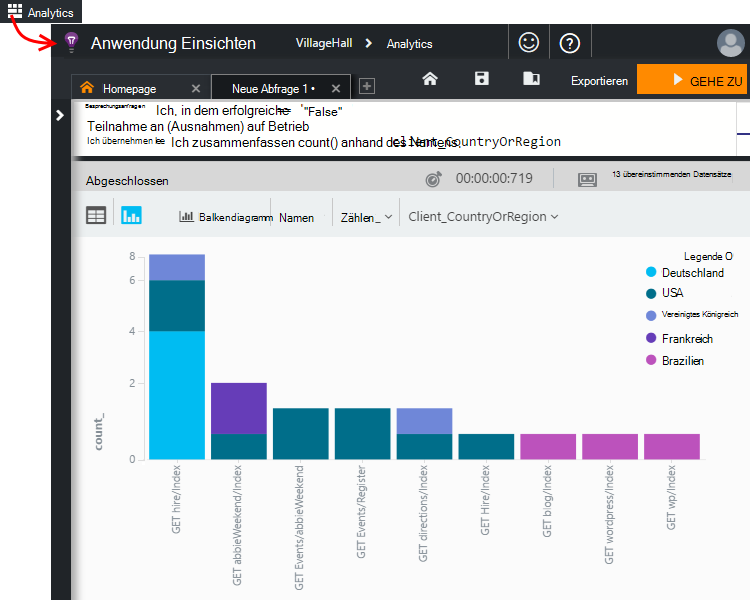 Analytics
Anwendung Einsichten VillageHall Analytics
Homepage Neue Abfrage 1 • Exportieren GEHE ZU
Besprechungsanfragen Ich, in dem erfolgreiche == "False"
Teilnahme an (Ausnahmen) auf Betrieb
Ich übernehmen Ich zusammenfassen count() anhand des Namens, client_CountryOrRegion
Abgeschlossen 00:00:00:719 13 übereinstimmenden Datensätze
Balkendiagramm Namen Zählen_ Client_CountryOrRegion
Legende O
Deutschland
USA
Vereinigtes Königreich
Frankreich
Brazilien
count_
8
6
4
2
0
GET hire/Index
GET abbieWeekend/Index
GET Events/abbieWeekend
GET Events/Register
GET directions/Index
GET Hire/Index
GET blog/Index
GET wordpress/Index
GET wp/Index